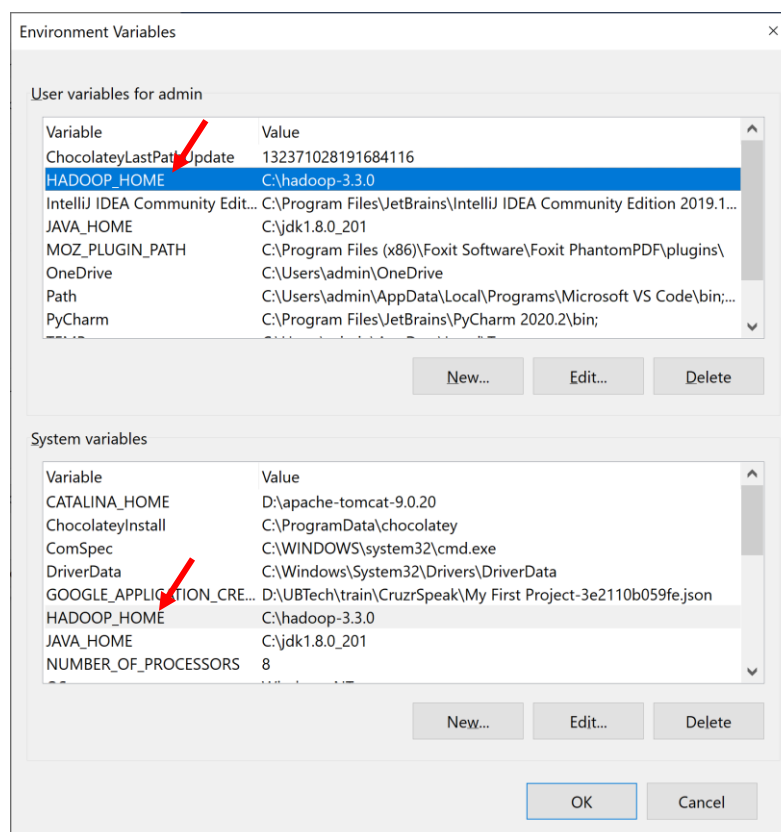 Environment Variables
User variables for admin
Variable Value
ChocolateyLastPathUpdate 132371028191684116
HADOOP_HOME C:\hadoop-3.3.0
IntelliJ IDEA Community Edit... C:\Program Files\JetBrains\IntelliJ IDEA Community Edition 2019.1...
JAVA_HOME C:\jdk1.8.0_201
MOZ_PLUGIN_PATH C:\Program Files (x86)\Foxit Software\Foxit PhantomPDF\plugins\
OneDrive C:\Users\admin\OneDrive
Path C:\Users\admin\AppData\Local\Programs\Microsoft VS Code\bin;...
PyCharm C:\Program Files\JetBrains\PyCharm 2020.2\bin;
New... Edit... Delete
System variables
Variable Value
CATALINA_HOME D:\apache-tomcat-9.0.20
ChocolateyInstall C:\ProgramData\chocolatey
ComSpec C:\WINDOWS\system32\cmd.exe
DriverData C:\Windows\System32\Drivers\DriverData
GOOGLE_APPLICATION_CRE... D:\UBTech\train\CruzrSpeak\My First Project-3e2110b059fe.json
HADOOP_HOME C:\hadoop-3.3.0
JAVA_HOME C:\jdk1.8.0_201
NUMBER_OF_PROCESSORS 8
New... Edit... Delete
OK Cancel